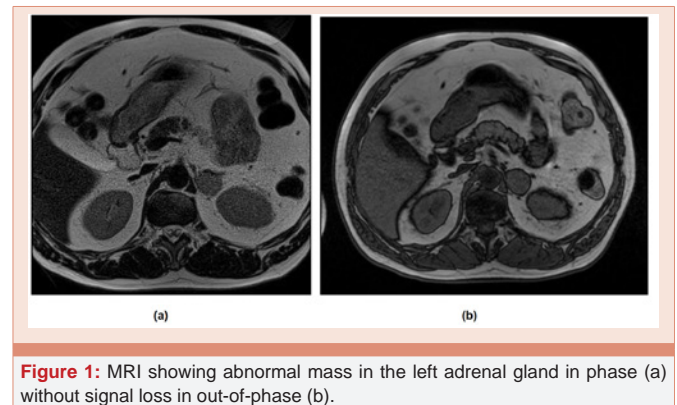 (a)
(b)
Figure 1: MRI showing abnormal mass in the left adrenal gland in phase (a)
without signal loss in out-of-phase (b).